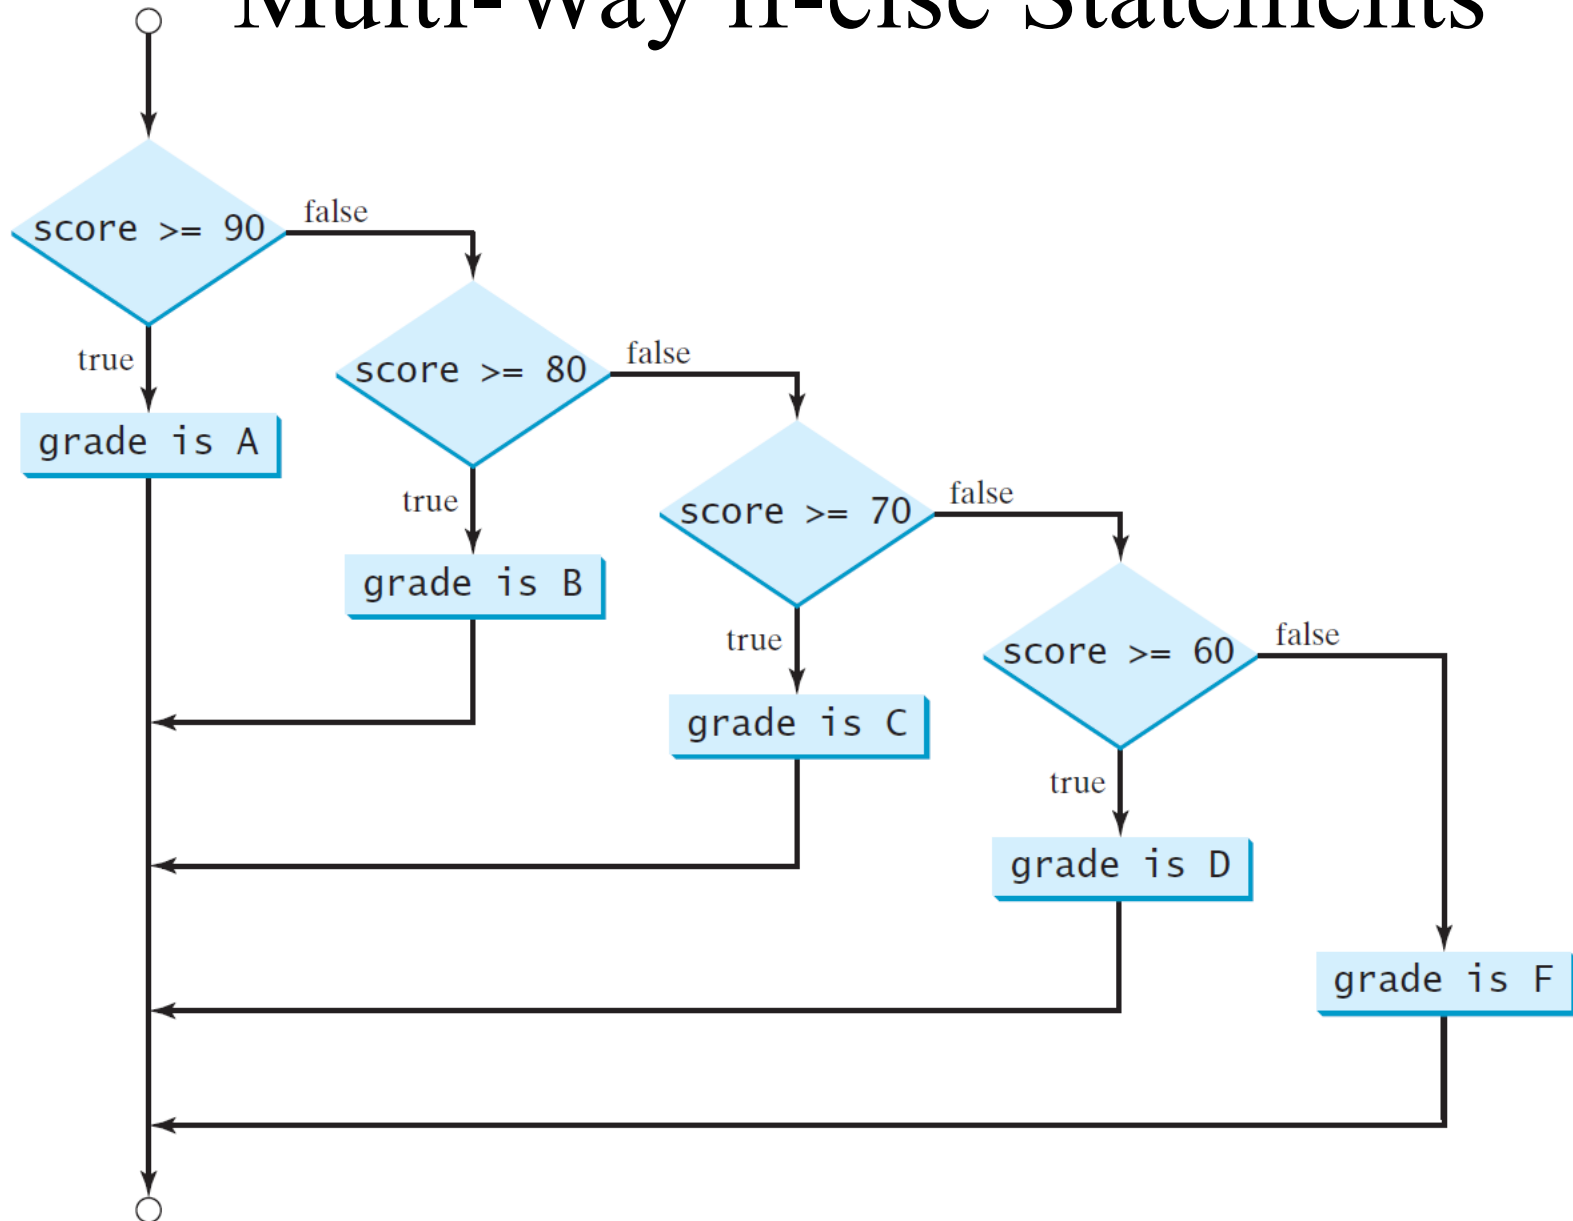 Multi-Way if-else Statements
score >= 90
false
true
grade is A
score >= 80
false
true
grade is B
score >= 70
false
true
grade is C
score >= 60
false
true
grade is D
grade is F